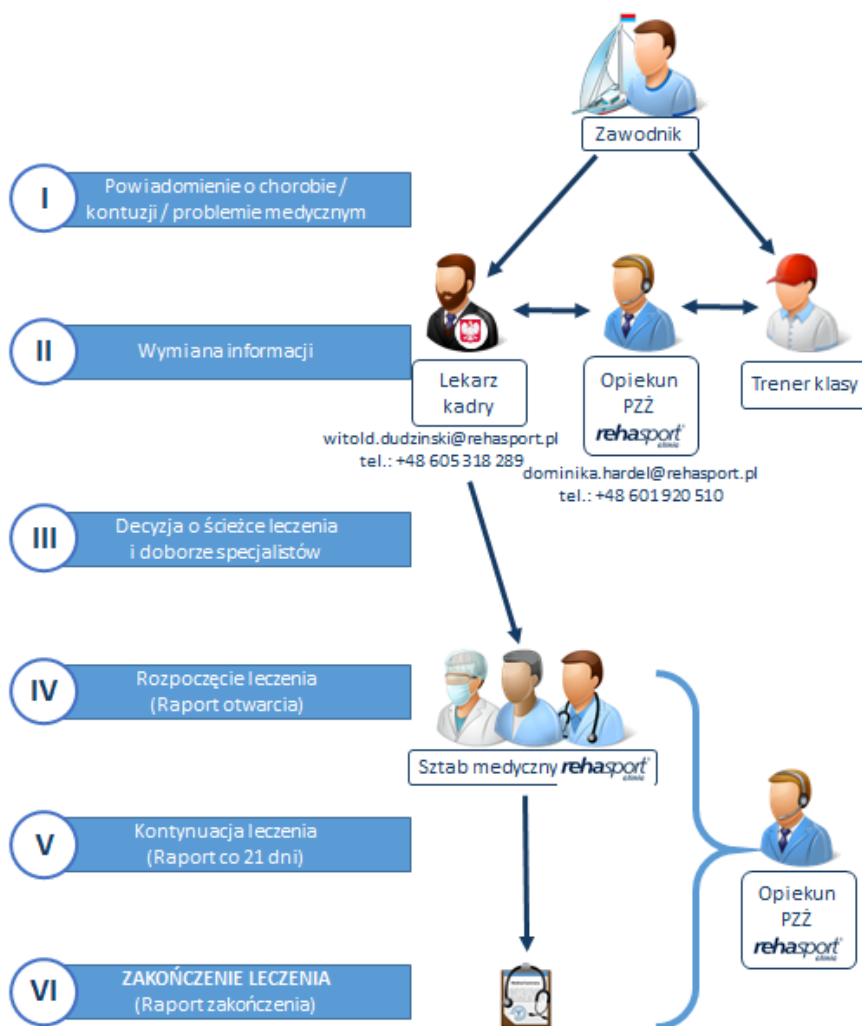 Zawodnik
I
Powiadomienie o chorobie /
kontuzji / problemie medycznym
II
Wymiana informacji
Lekarz
kadry
witold.dudzinski@rehasport.pl
tel.: +48 605 318 289
Opiekun
PZŻ
rehasport
clinic
dominika.hardel@rehasport.pl
tel.: +48 601 920 510
Trener klasy
III
Decyzja o ścieżce leczenia
i doborze specjalistów
IV
Rozpoczęcie leczenia
(Raport otwarcia)
Sztab medyczny rehasport
clinic
V
Kontynuacja leczenia
(Raport co 21 dni)
Opiekun
PZŻ
rehasport
clinic
VI
ZAKOŃCZENIE LECZENIA
(Raport zakończenia)